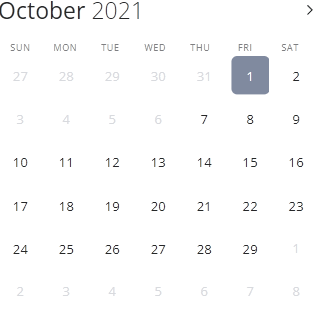 October 2021
SUN MON TUE WED THU FRI SAT
27 28 29 30 31 1 2
3 4 5 6 7 8 9
10 11 12 13 14 15 16
17 18 19 20 21 22 23
24 25 26 27 28 29 1
2 3 4 5 6 7 8